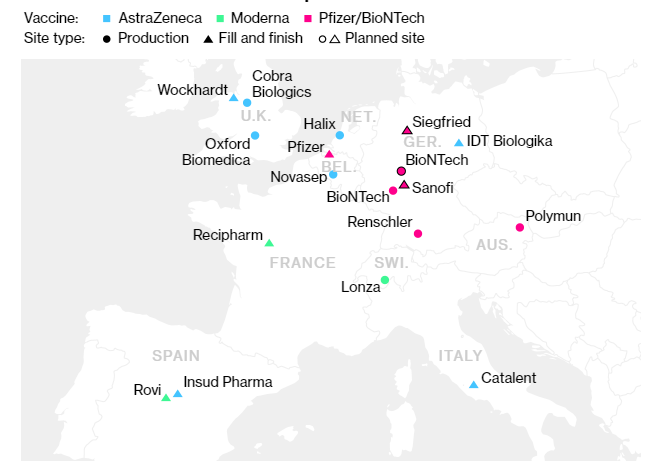 Vaccine: AstraZeneca Moderna Pfizer/BioNTech
Site type: Production Fill and finish Planned site
Cobra
Biologics
Wockhardt
U.K.
Halix
NET.
Siegfried
GER.
IDT Biologika
Oxford
Biomedica
Pfizer
BEL.
BioNTech
Novasep
Sanofi
BioNTech
Renschler
Polymun
Recipharm
AUS.
FRANCE
SWI.
Lonza
SPAIN
ITALY
Rovi
Insud Pharma
Catalent